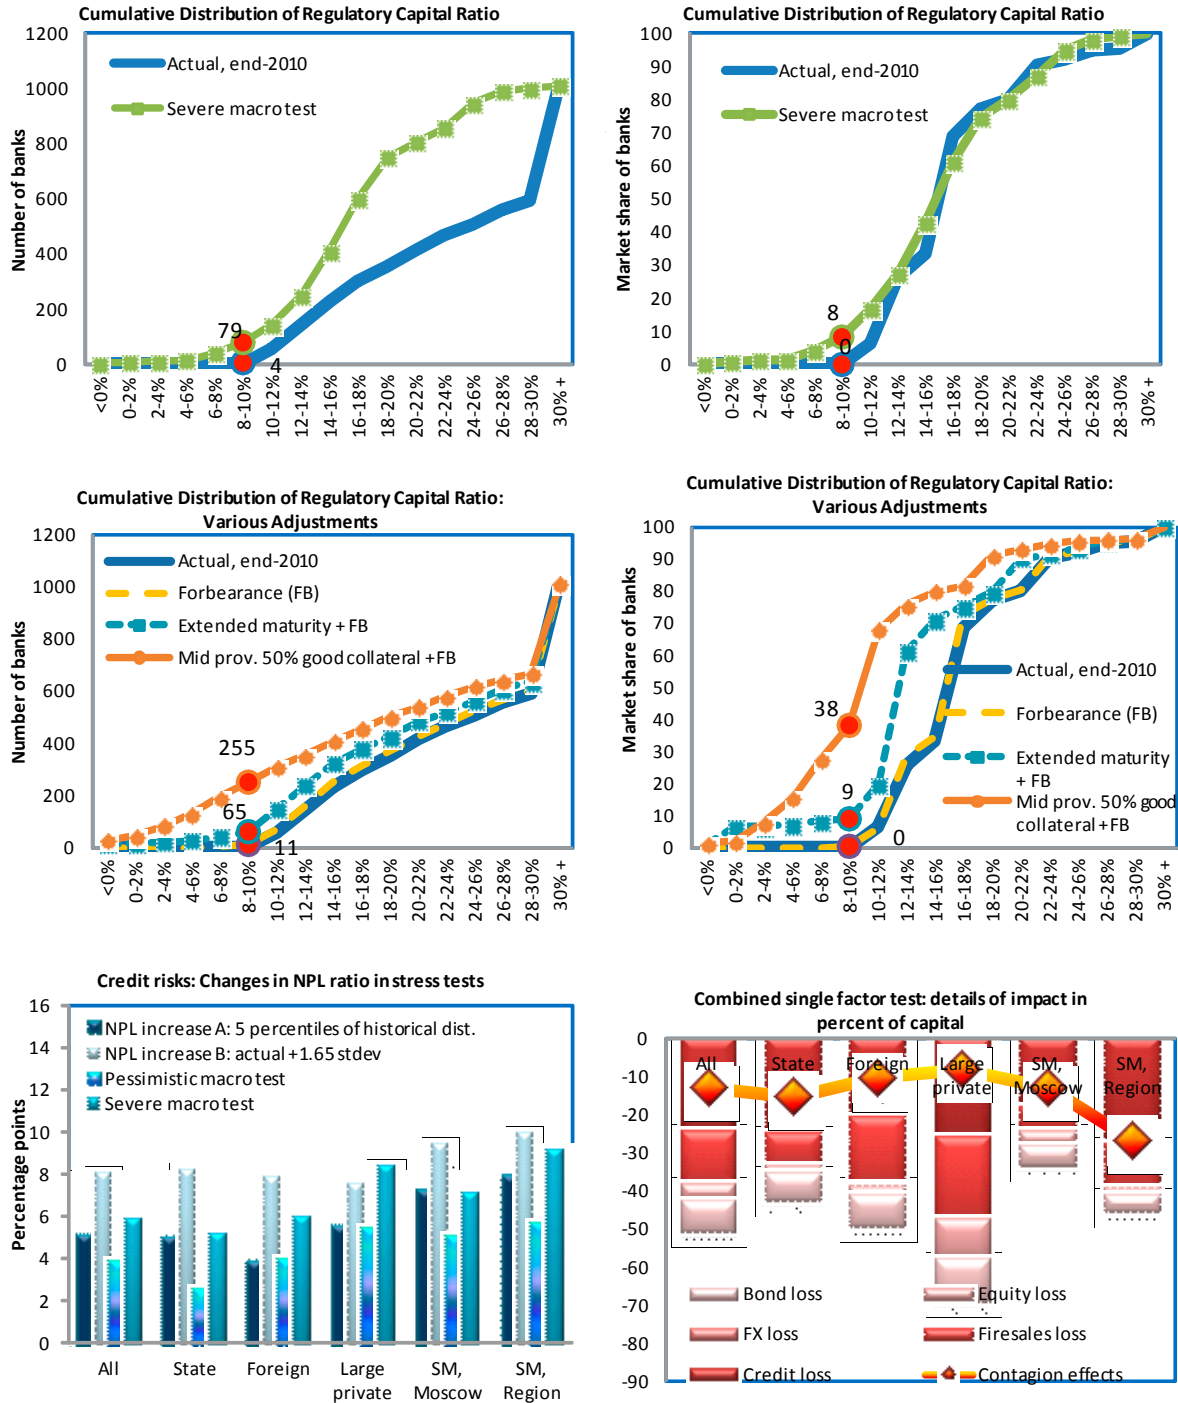 Cumulative Distribution of Regulatory Capital Ratio
1200
1000
800
600
400
200
0
Number of banks
Actual, end-2010
Severe macro test
79
4
<0%
0-2%
2-4%
4-6%
6-8%
8-10%
10-12%
12-14%
14-16%
16-18%
18-20%
20-22%
22-24%
24-26%
26-28%
28-30%
30% +
Cumulative Distribution of Regulatory Capital Ratio
100
90
80
70
60
50
40
30
20
10
0
Market share of banks
Actual, end-2010
Severe macro test
8
0
<0%
0-2%
2-4%
4-6%
6-8%
8-10%
10-12%
12-14%
14-16%
16-18%
18-20%
20-22%
22-24%
24-26%
26-28%
28-30%
30% +
Cumulative Distribution of Regulatory Capital Ratio:
Various Adjustments
1200
1000
800
600
400
200
0
Number of banks
Actual, end-2010
Forbearance (FB)
Extended maturity + FB
Mid prov. 50% good collateral +FB
255
65
11
<0%
0-2%
2-4%
4-6%
6-8%
8-10%
10-12%
12-14%
14-16%
16-18%
18-20%
20-22%
22-24%
24-26%
26-28%
28-30%
30% +
Cumulative Distribution of Regulatory Capital Ratio:
Various Adjustments
100
90
80
70
60
50
40
30
20
10
0
Market share of banks
38
9
0
Actual, end-2010
Forbearance (FB)
Extended maturity
+ FB
Mid prov. 50% good
collateral +FB
<0%
0-2%
2-4%
4-6%
6-8%
8-10%
10-12%
12-14%
14-16%
16-18%
18-20%
20-22%
22-24%
24-26%
26-28%
28-30%
30% +
Credit risks: Changes in NPL ratio in stress tests
16
14
12
10
8
6
4
2
0
Percentage points
NPL increase A: 5 percentiles of historical dist.
NPL increase B: actual +1.65 stdev
Pessimistic macro test
Severe macro test
All
State
Foreign
Large
private
SM,
Moscow
SM,
Region
Combined single factor test: details of impact in
percent of capital
0
-10
-20
-30
-40
-50
-60
-70
-80
-90
All
State
Foreign
Large
private
SM,
Moscow
SM,
Region
Bond loss
Equity loss
FX loss
Firesales loss
Credit loss
Contagion effects